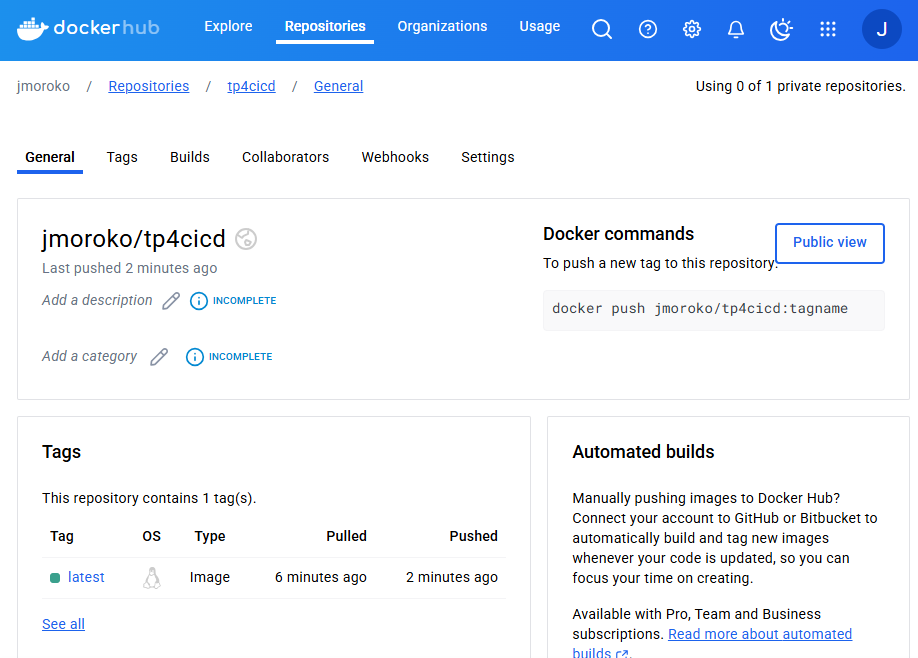 dockerhub Explore Repositories Organizations Usage J
jmoroko / Repositories / tp4cicd / General Using 0 of 1 private repositories.
General Tags Builds Collaborators Webhooks Settings
jmoroko/tp4cicd
Last pushed 2 minutes ago
Add a description INCOMPLETE
Add a category INCOMPLETE
Docker commands
Public view
To push a new tag to this repository:
docker push jmoroko/tp4cicd:tagname
Tags
This repository contains 1 tag(s).
Tag OS Type Pulled Pushed
latest Image 6 minutes ago 2 minutes ago
See all
Automated builds
Manually pushing images to Docker Hub?
Connect your account to GitHub or Bitbucket to
automatically build and tag new images
whenever your code is updated, so you can
focus your time on creating.
Available with Pro, Team and Business
subscriptions. Read more about automated
builds.